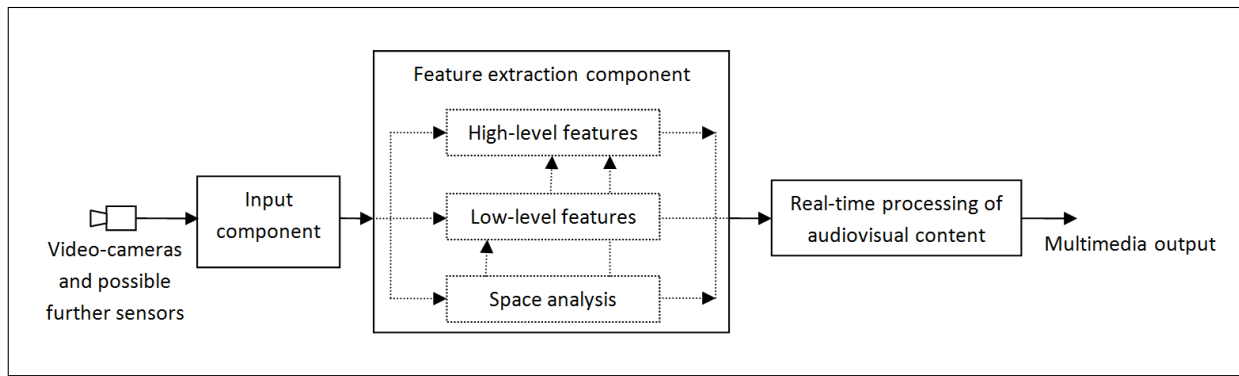 Video-cameras
and possible
further sensors
Input
component
Feature extraction component
High-level features
Low-level features
Space analysis
Real-time processing of
audiovisual content
Multimedia output